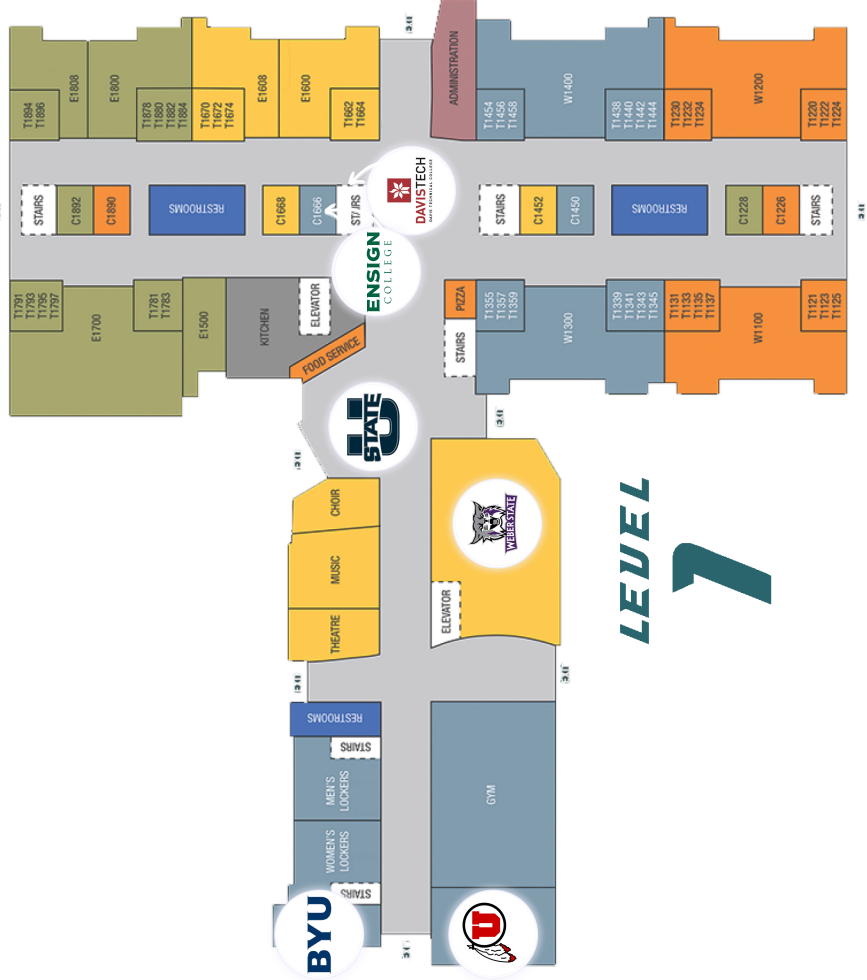 T1894
T1896
E1808
E1800
T1878
T1880
T1882
T1884
T1670
T1672
T1674
E1608
E1600
T1662
T1664
ADMINISTRATION
T1454
T1456
T1458
W1400
T1438
T1440
T1442
T1444
T1230
T1232
T1234
W1200
T1220
T1222
T1224
STAIRS
C1892
C1890
RESTROOMS
C1668
C1666
DAVISTECH
DAVIS TECHNICAL COLLEGE
STAIRS
C1452
C1450
RESTROOMS
C1228
C1226
STAIRS
ENSIGN
COLLEGE
T1791
T1793
T1795
T1797
E1700
T1781
T1783
E1500
KITCHEN
ELEVATOR
FOOD SERVICE
PIZZA
STAIRS
T1355
T1357
T1359
W1300
T1339
T1341
T1343
T1345
T1131
T1133
T1135
T1137
W1100
T1121
T1123
T1125
U
STATE
CHOIR
MUSIC
THEATRE
WEBER STATE
ELEVATOR
LEVEL
1
RESTROOMS
STAIRS
MEN'S
LOCKERS
WOMEN'S
LOCKERS
STAIRS
GYM
BYU
U